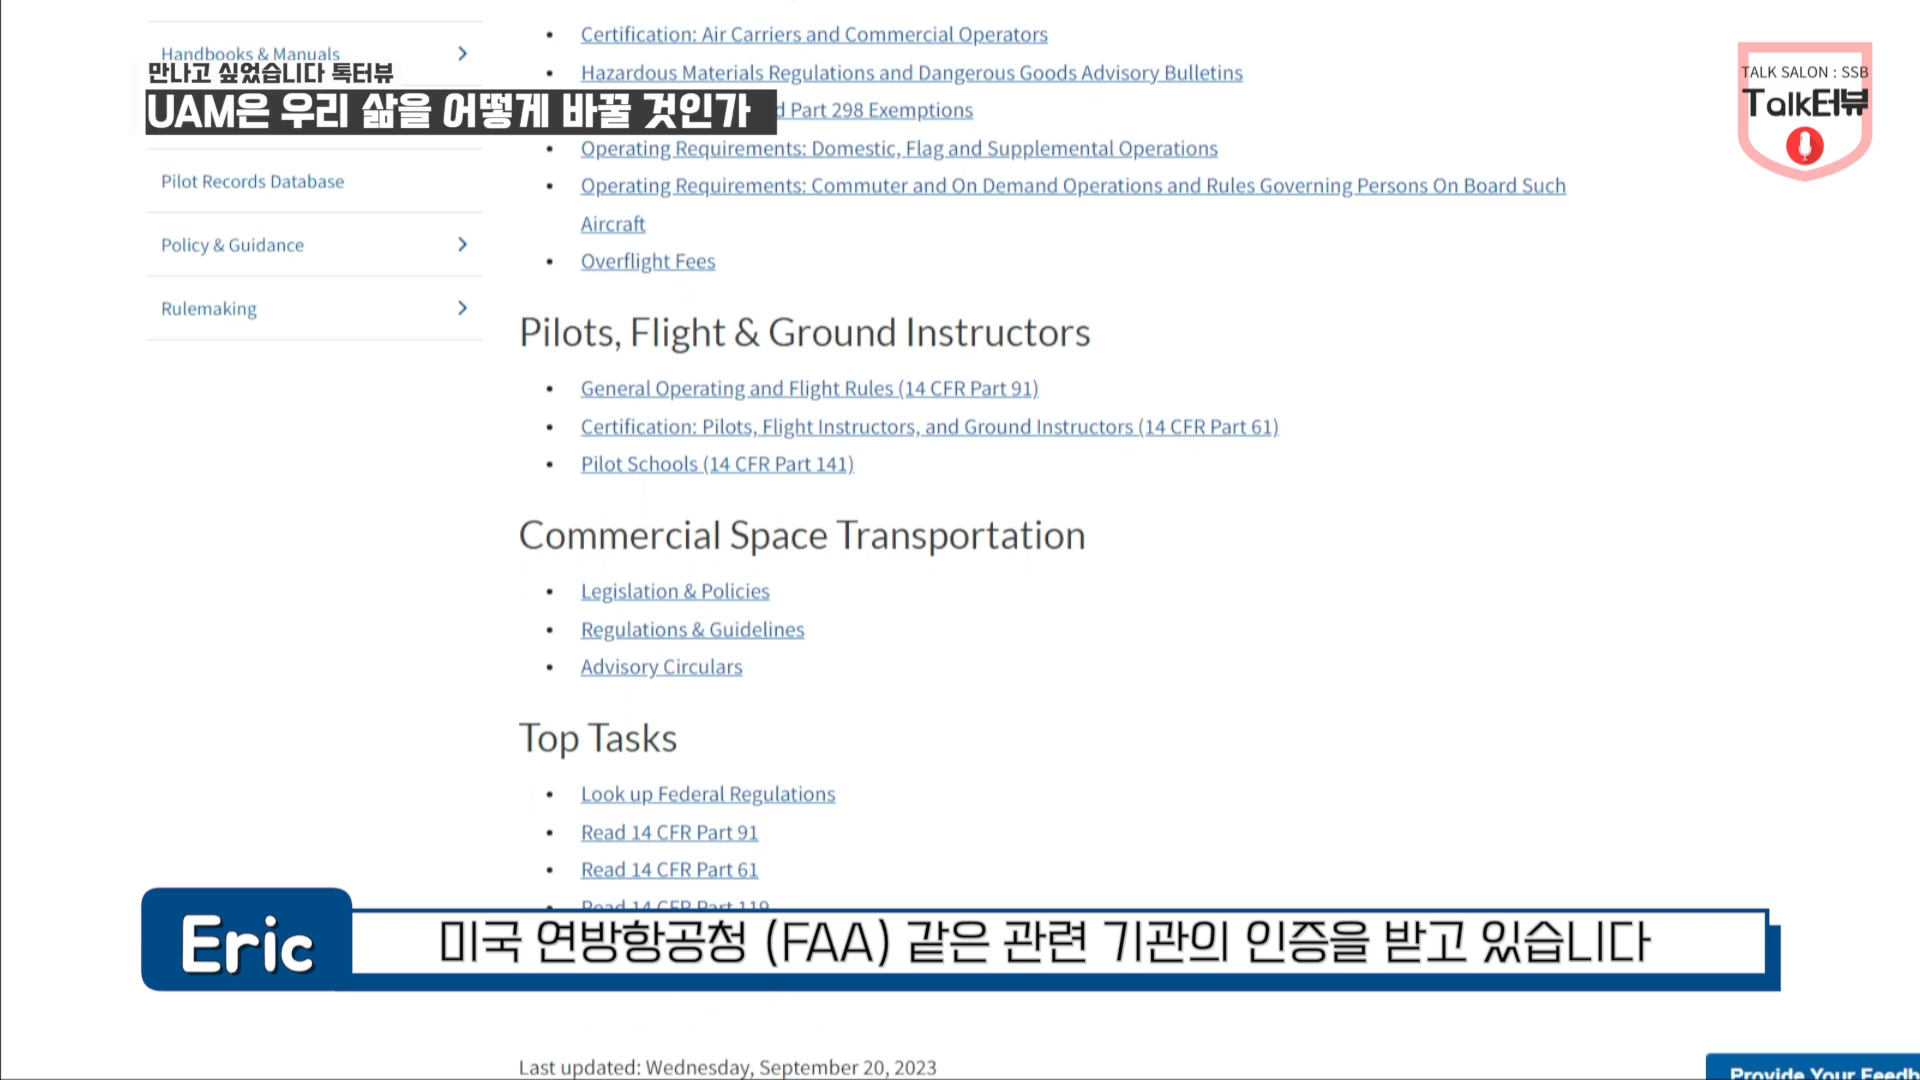 Certification: Air Carriers and Commercial Operators
Handbooks & Manuals
만나고 싶었습니다 톡터뷰
Hazardous Materials Regulations and Dangerous Goods Advisory Bulletins
UAM은 우리 삶을 어떻게 바꿀 것인가
Part 298 Exemptions
TALK SALON : SSB
Talk터뷰
Operating Requirements: Domestic, Flag and Supplemental Operations
Pilot Records Database
Operating Requirements: Commuter and On Demand Operations and Rules Governing Persons On Board Such
Aircraft
Policy & Guidance
Overflight Fees
Rulemaking
Pilots, Flight & Ground Instructors
General Operating and Flight Rules (14 CFR Part 91)
Certification: Pilots, Flight Instructors, and Ground Instructors (14 CFR Part 61)
Pilot Schools (14 CFR Part 141)
Commercial Space Transportation
Legislation & Policies
Regulations & Guidelines
Advisory Circulars
Top Tasks
Look up Federal Regulations
Read 14 CFR Part 91
Read 14 CFR Part 61
Read 14 CFR Part 119
Eric
미국 연방항공청 (FAA) 같은 관련 기관의 인증을 받고 있습니다
Last updated: Wednesday, September 20, 2023
Provide Your Feedb